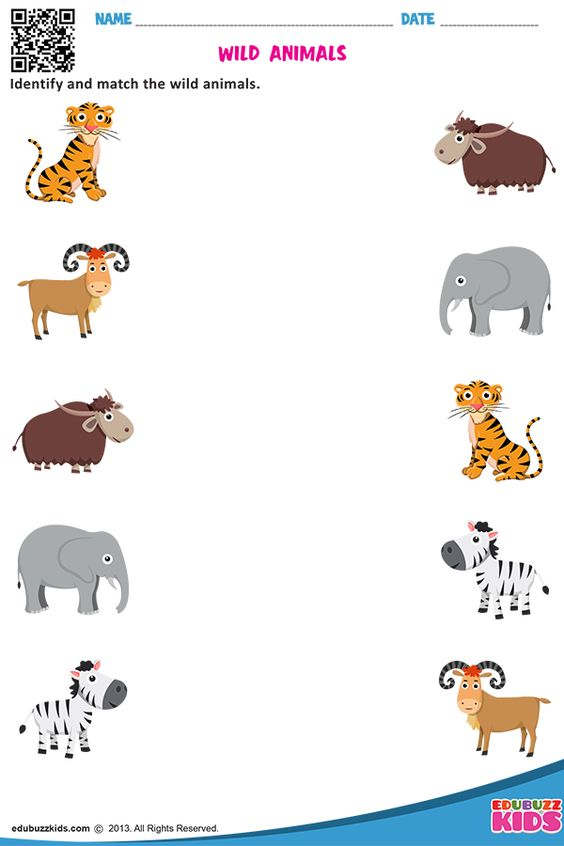 NAME DATE
WILD ANIMALS
Identify and match the wild animals.
edubuzzkids.com © 2013. All Rights Reserved.
EDUBUZZ
KIDS